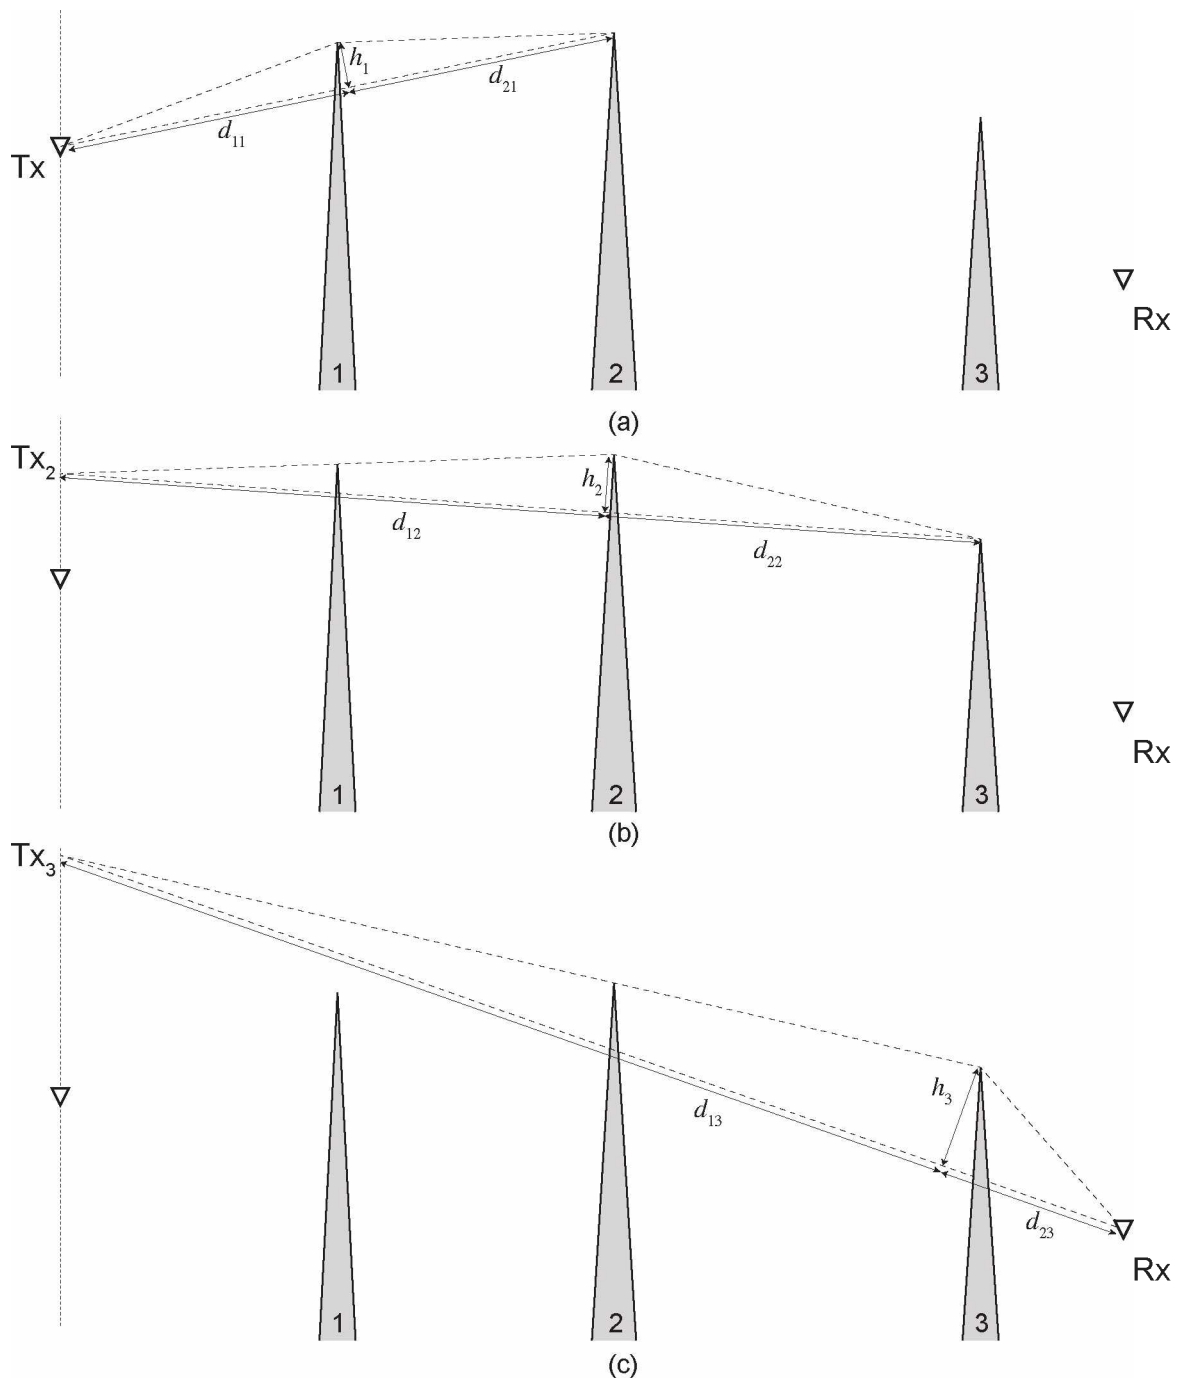 h₁
d₂₁
d₁₁
Tx
Rx
1
2
3
(a)
Tx₂
h₂
d₁₂
d₂₂
Rx
1
2
3
(b)
Tx₃
h₃
d₁₃
d₂₃
Rx
1
2
3
(c)